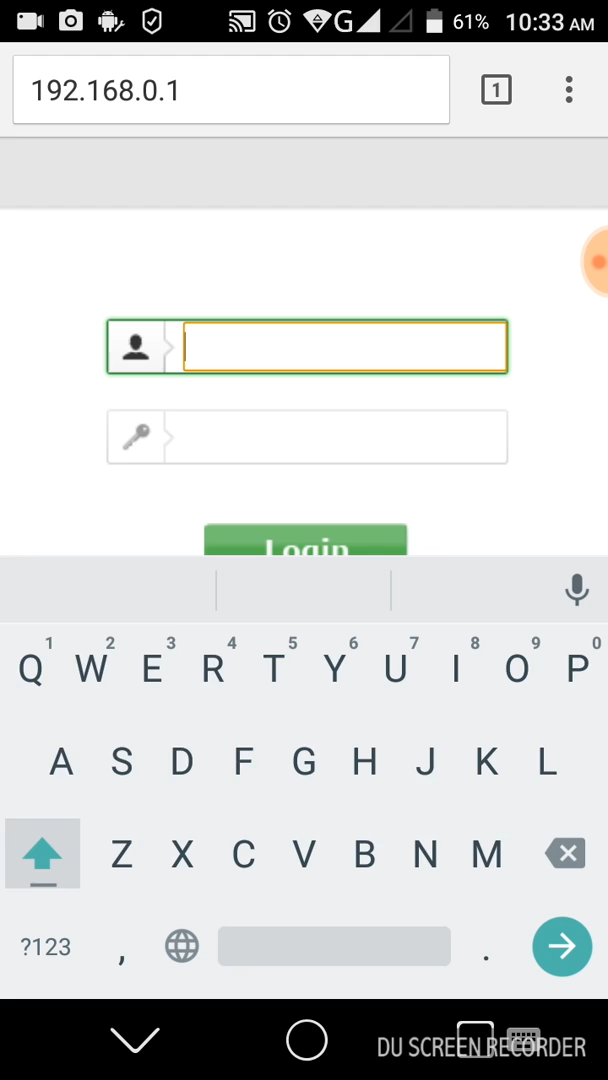 G 61% 10:33 AM
192.168.0.1 1
Login
1 2 3 4 5 6 7 8 9 0
Q W E R T Y U I O P
A S D F G H J K L
Z X C V B N M
?123 , .
DU SCREEN RECORDER